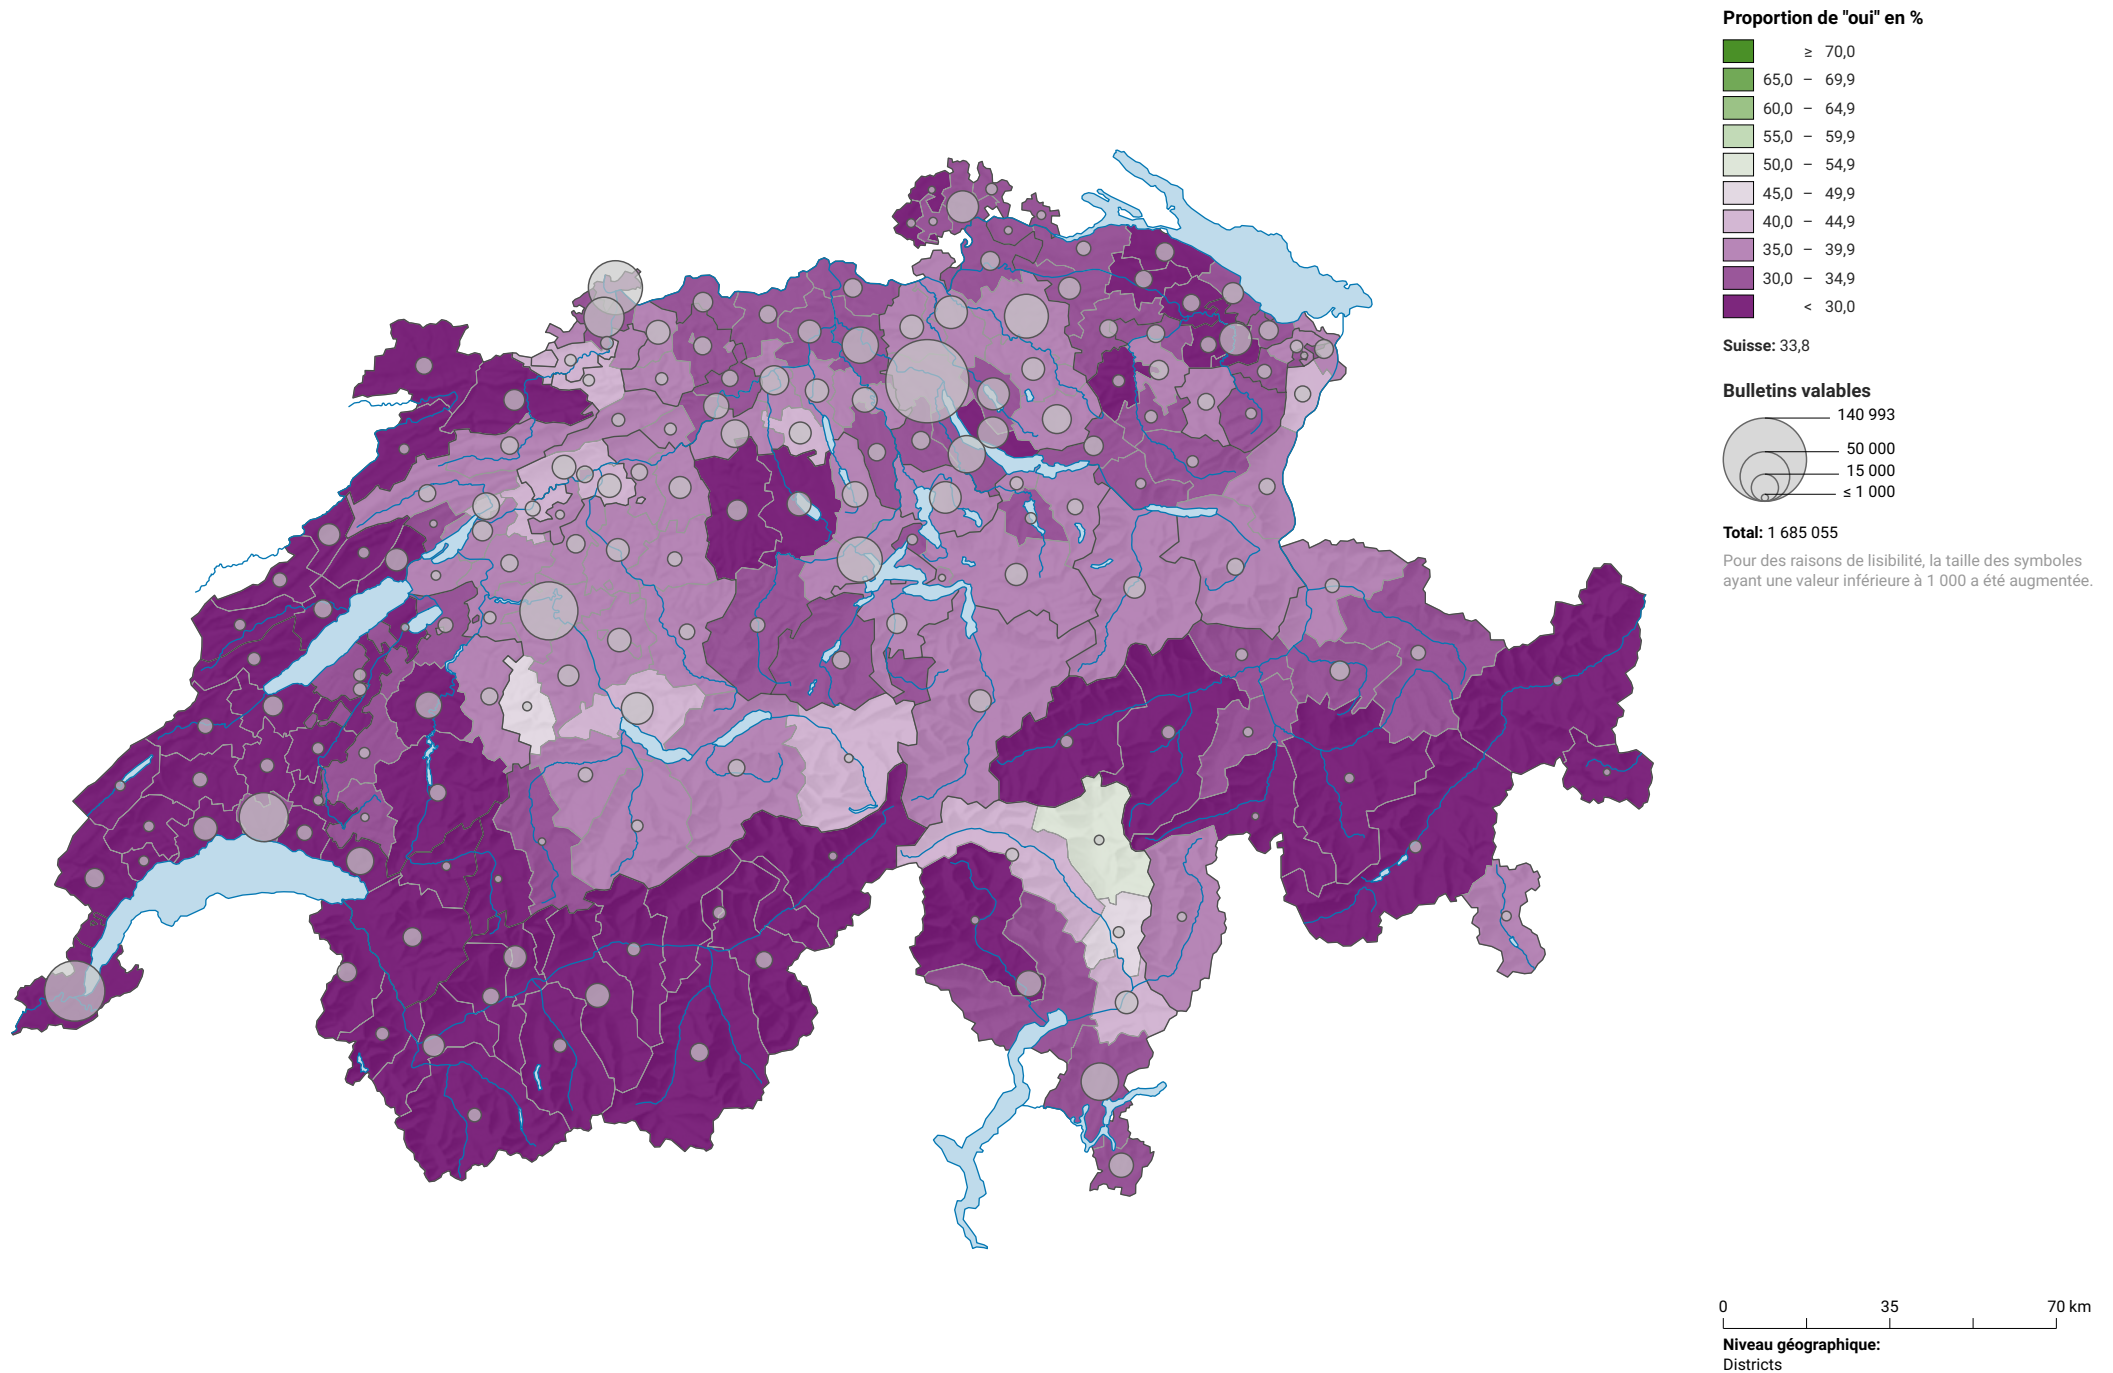 Proportion de "oui" en %
≥ 70,0
65,0 – 69,9
60,0 – 64,9
55,0 – 59,9
50,0 – 54,9
45,0 – 49,9
40,0 – 44,9
35,0 – 39,9
30,0 – 34,9
< 30,0
Suisse: 33,8
Bulletins valables
140 993
50 000
15 000
≤ 1 000
Total: 1 685 055
Pour des raisons de lisibilité, la taille des symboles
ayant une valeur inférieure à 1 000 a été augmentée.
0 35 70 km
Niveau géographique:
Districts